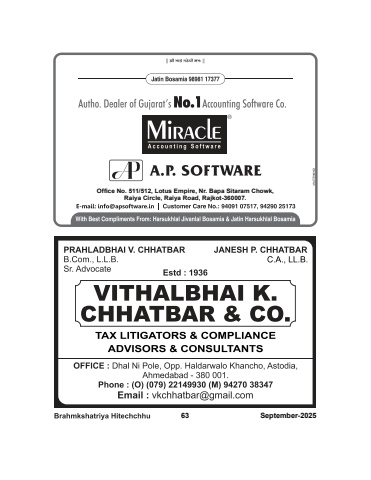 Jatin Bosamia 98981 17377
Autho. Dealer of Gujarat's No.1 Accounting Software Co.
MIRACLE ®
Accounting Software
AP A.P. SOFTWARE
Office No. 511/512, Lotus Empire, Nr. Bapa Sitaram Chowk,
Raiya Circle, Raiya Road, Rajkot-360007.
E-mail: info@apsoftware.in | Customer Care No.: 94091 07517, 94290 25173
With Best Compliments From: Harsukhlal Jivanlal Bosamia & Jatin Harsukhlal Bosamia
PRAHLADBHAI V. CHHATBAR
B.Com., L.L.B.
Sr. Advocate
JANESH P. CHHATBAR
C.A., LL.B.
Estd : 1936
VITHALBHAI K.
CHHATBAR & CO.
TAX LITIGATORS & COMPLIANCE
ADVISORS & CONSULTANTS
OFFICE : Dhal Ni Pole, Opp. Haldarwalo Khancho, Astodia,
Ahmedabad - 380 001.
Phone : (O) (079) 22149930 (M) 94270 38347
Email : vkchhatbar@gmail.com
Brahmkshatriya Hitechchhu 63 September-2025